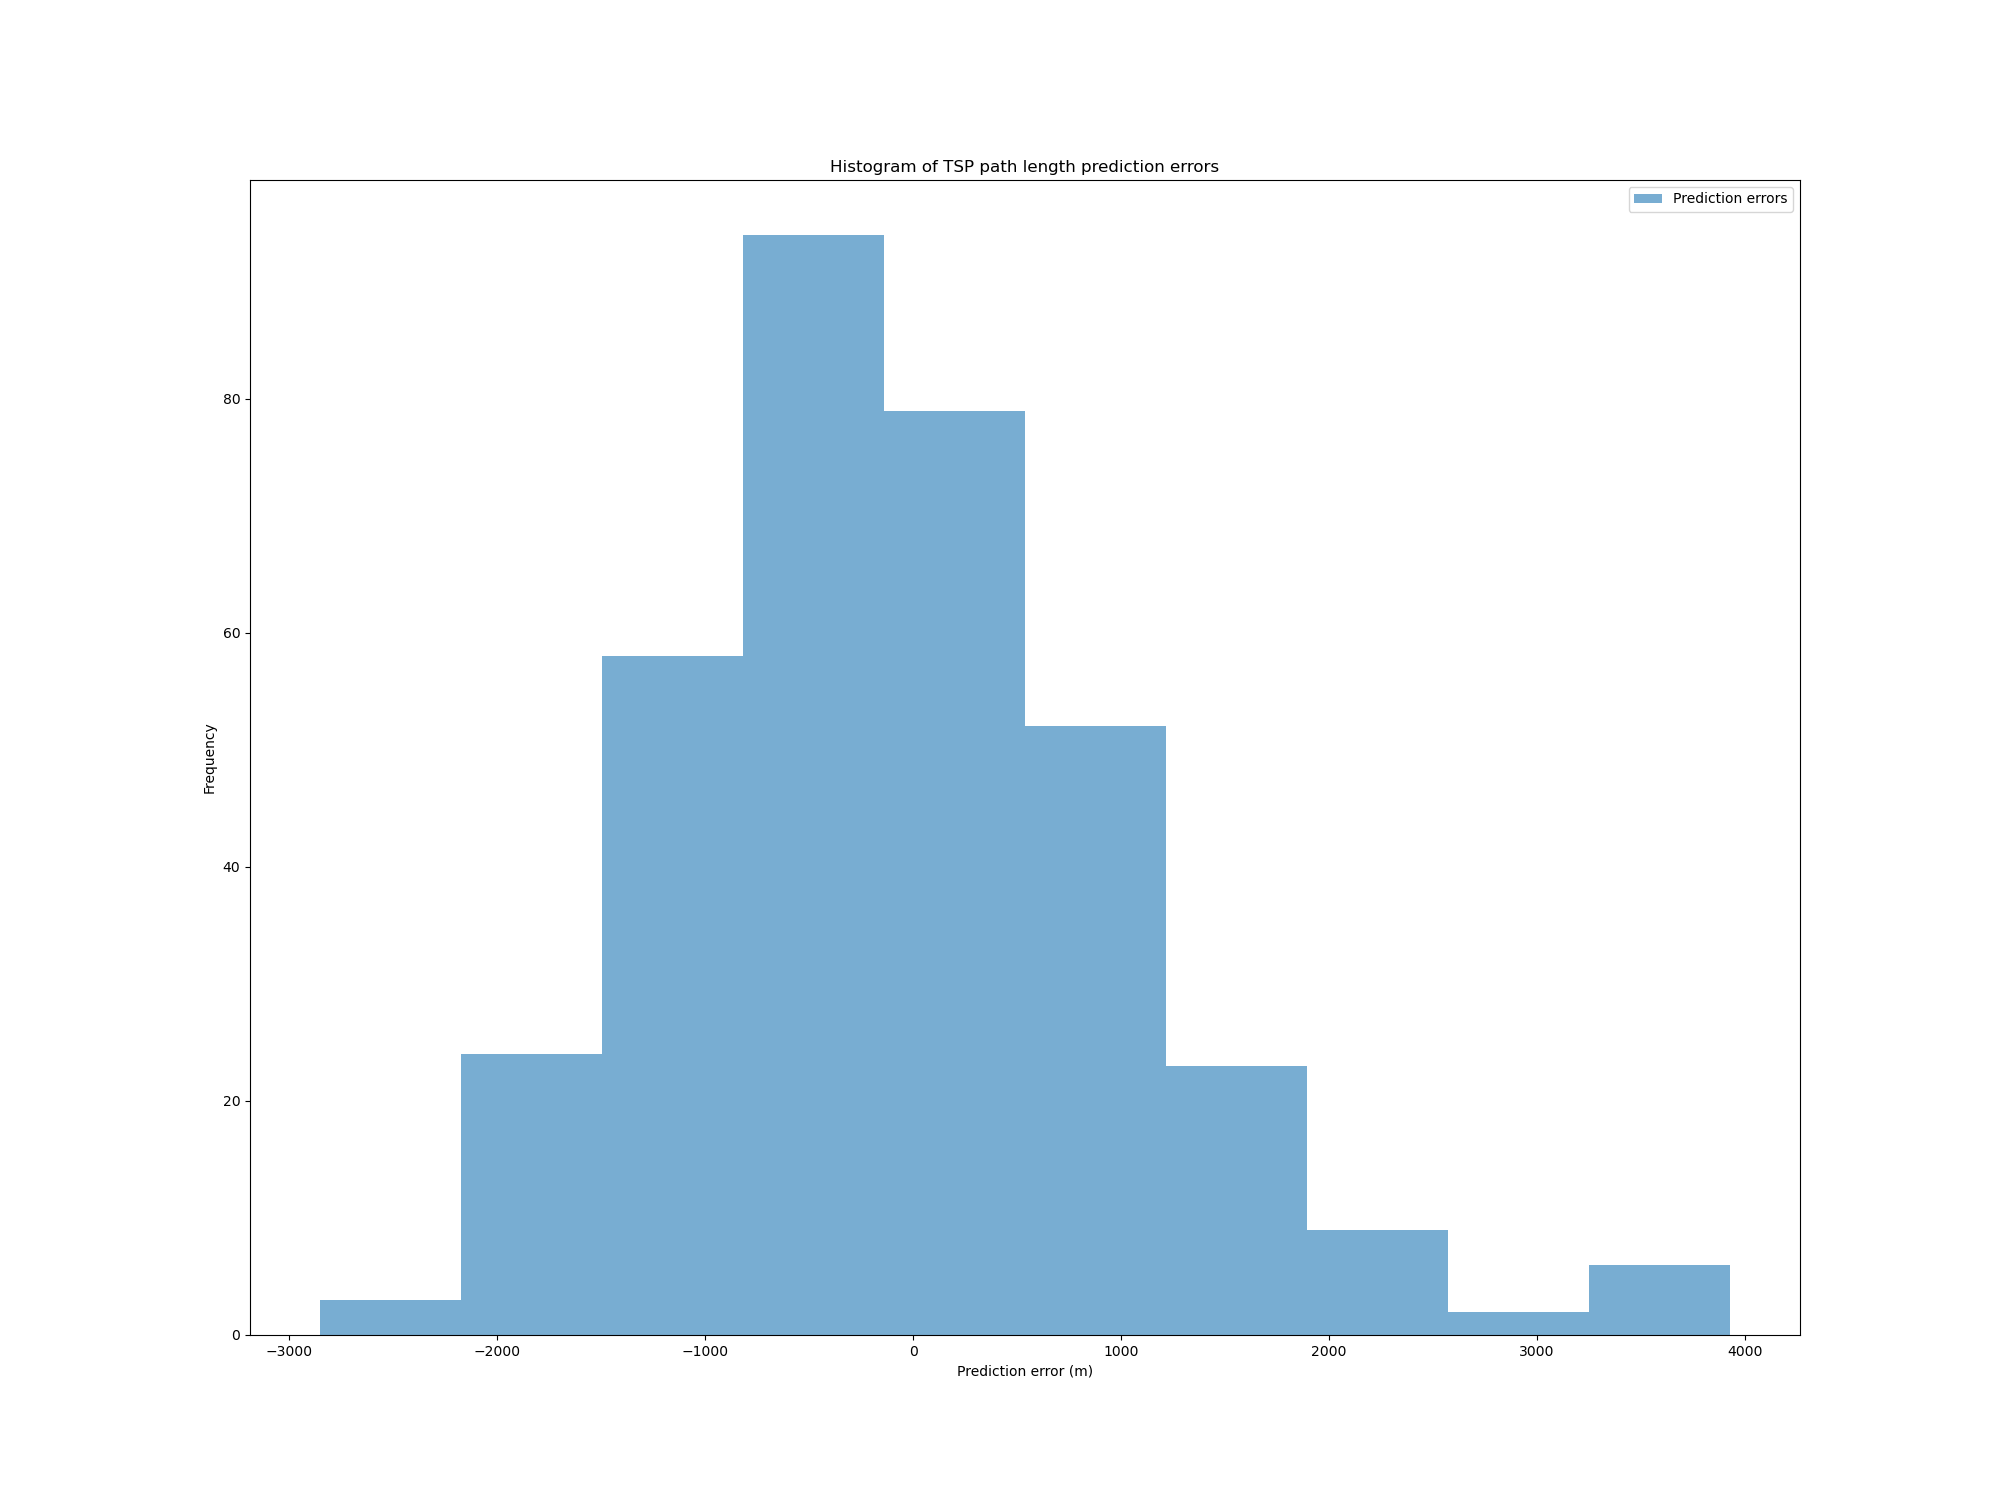 Histogram of TSP path length prediction errors
Prediction errors
80
60
40
20
0
Frequency
−3000 −2000 −1000 0 1000 2000 3000 4000
Prediction error (m)